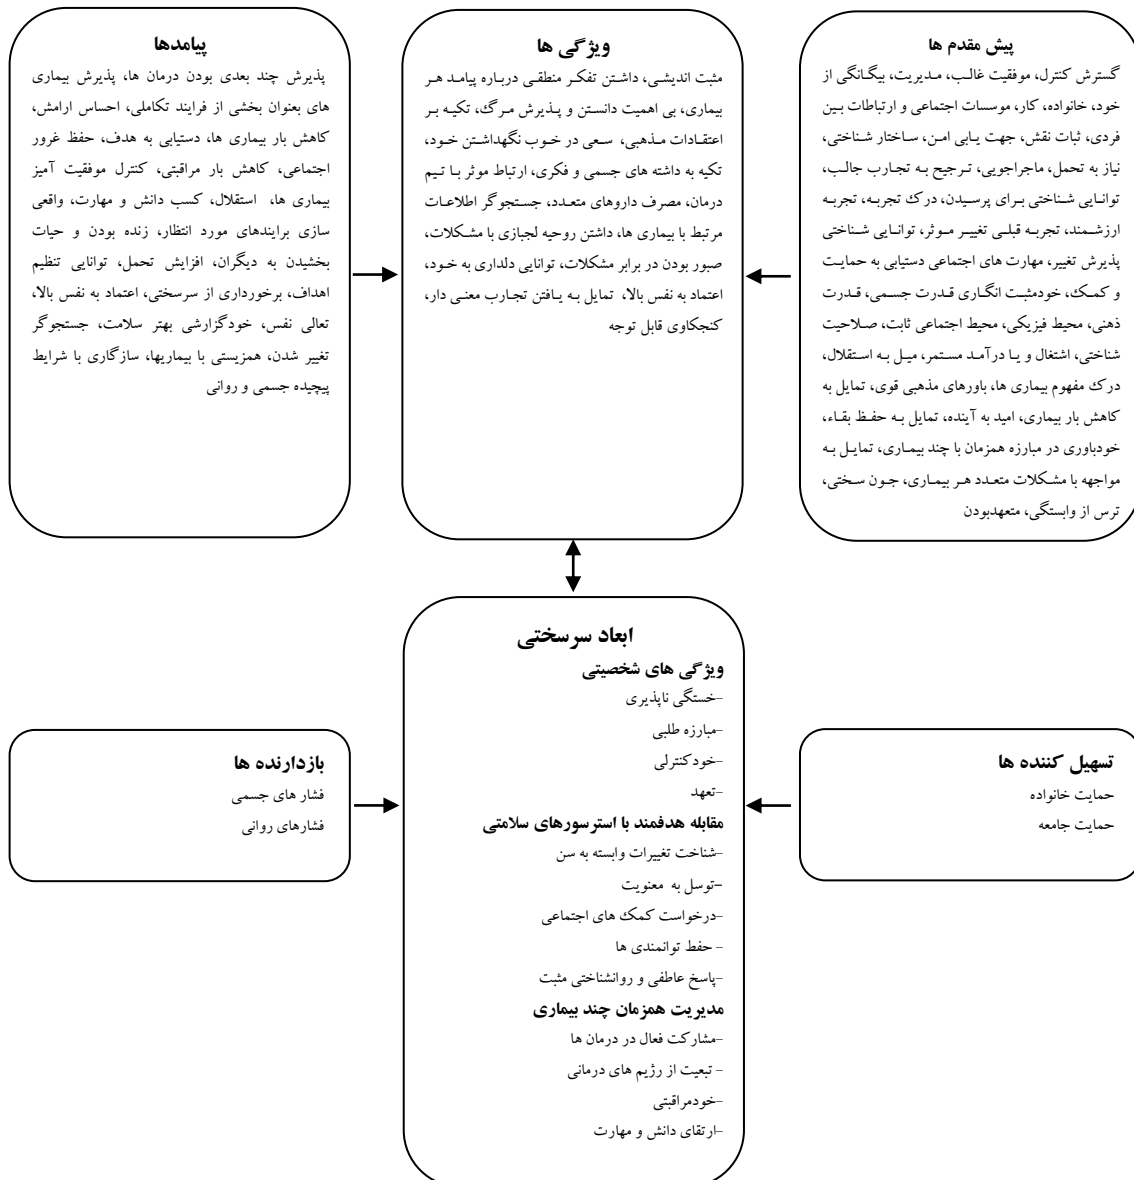 پیش مقدم ها
گسترش کنترل، موفقیت غالب، مدیریت، بیگانگی از
خود، خانواده، کار، موسسات اجتماعی و ارتباطات بین
فردی، ثبات نقش، جهت یابی امن، ساختار شناختی،
نیاز به تحمل، ماجراجویی، ترجیح به تجارب جالب،
توانایی شناختی برای پرسیدن، درک تجربه، تجربه
ارزشمند، تجربه قبلی تغییر موثر، توانایی شناختی
پذیرش تغییر، مهارت های اجتماعی دستیابی به حمایت
و کمک، خودمثبت انگاری قدرت جسمی، قدرت
ذهنی، محیط فیزیکی، محیط اجتماعی ثابت، صلاحیت
شناختی، اشتغال و یا درآمد مستمر، میل به استقلال،
درک مفهوم بیماری ها، باورهای مذهبی قوی، تمایل به
کاهش بار بیماری، امید به آینده، تمایل به حفظ بقاء،
خودباوری در مبارزه همزمان با چند بیماری، تمایل به
مواجهه با مشکلات متعدد هر بیماری، جون سختی،
ترس از وابستگی، متعهدبودن
ویژگی ها
مثبت اندیشی، داشتن تفکر منطقی درباره پیامد هر
بیماری، بی اهمیت دانستن و پذیرش مرگ، تکیه بر
اعتقادات مذهبی، سعی در خوب نگهداشتن خود،
تکیه به داشته های جسمی و فکری، ارتباط موثر با تیم
درمان، مصرف داروهای متعدد، جستجوگر اطلاعات
مرتبط با بیماری ها، داشتن روحیه لجبازی با مشکلات،
صبور بودن در برابر مشکلات، توانایی دلداری به خود،
اعتماد به نفس بالا، تمایل به یافتن تجارب معنی دار،
کنجکاوی قابل توجه
پیامدها
پذیرش چند بعدی بودن درمان ها، پذیرش بیماری
های بعنوان بخشی از فرایند تکاملی، احساس ارامش،
کاهش بار بیماری ها، دستیابی به هدف، حفظ غرور
اجتماعی، کاهش بار مراقبتی، کنترل موفقیت آمیز
بیماری ها، استقلال، کسب دانش و مهارت، واقعی
سازی برایندهای مورد انتظار، زنده بودن و حیات
بخشیدن به دیگران، افزایش تحمل، توانایی تنظیم
اهداف، برخورداری از سرسختی، اعتماد به نفس بالا،
تعالی نفس، خودگزارشی بهتر سلامت، جستجوگر
تغییر شدن، همزیستی با بیماریها، سازگاری با شرایط
پیچیده جسمی و روانی
ابعاد سرسختی
ویژگی های شخصیتی
-خستگی ناپذیری
-مبارزه طلبی
-خودکنترلی
-تعهد
مقابله هدفمند با استرسورهای سلامتی
-شناخت تغییرات وابسته به سن
-توسل به معنویت
-درخواست کمک های اجتماعی
- حفظ توانمندی ها
-پاسخ عاطفی و روانشناختی مثبت
مدیریت همزمان چند بیماری
-مشارکت فعال در درمان ها
- تبعیت از رژیم های درمانی
-خودمراقبتی
-ارتقای دانش و مهارت
تسهیل کننده ها
حمایت خانواده
حمایت جامعه
بازدارنده ها
فشار های جسمی
فشارهای روانی